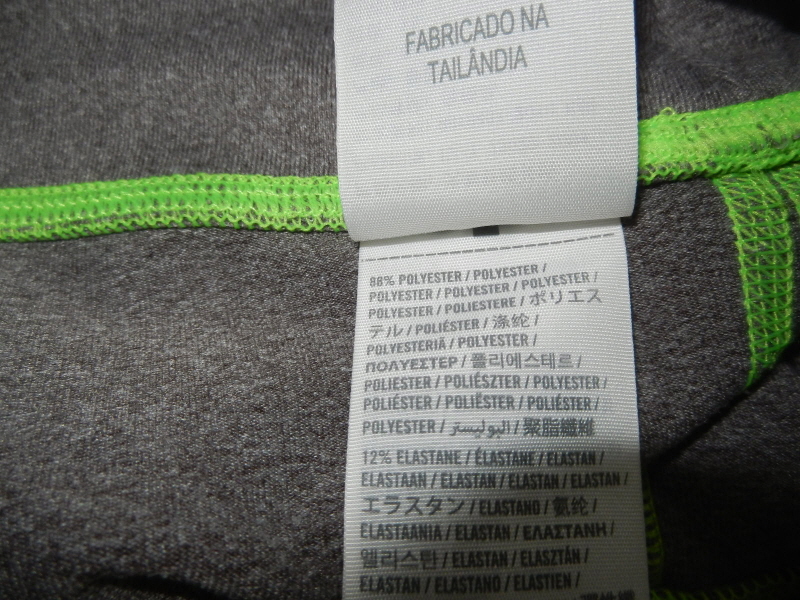 FABRICADO NA
TAILÂNDIA
88% POLYESTER / POLYESTER /
POLYESTER / POLYESTER / POLYESTER /
POLYESTER / POLIESTERE / ポリエス
テル / POLIÉSTER / 涤纶 /
POLYESTERIÄ / POLYESTER /
ΠΟΛΥΕΣΤΕΡ / 폴리에스테르 /
POLIESTER / POLIÉSZTER / POLYESTER /
POLIÉSTER / POLIËSTER / POLIÉSTER /
POLYESTER / البوليستر / 聚脂纖維
12% ELASTANE / ÉLASTANE / ELASTAN /
ELASTAAN / ELASTAN / ELASTAN / ELASTAN /
エラスタン / ELASTANO / 氨纶 /
ELASTAANIA / ELASTAN / ΕΛΑΣΤΑΝΗ /
엘리스틴 / ELASTAN / ELASZTÁN /
ELASTAN / ELASTANO / ELASTIEN /